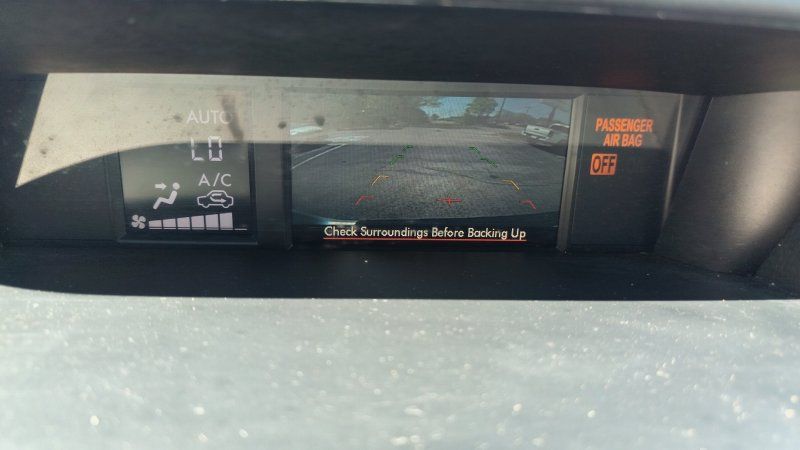 AUTO
LO
A/C
Check Surroundings Before Backing Up
PASSENGER
AIR BAG
OFF